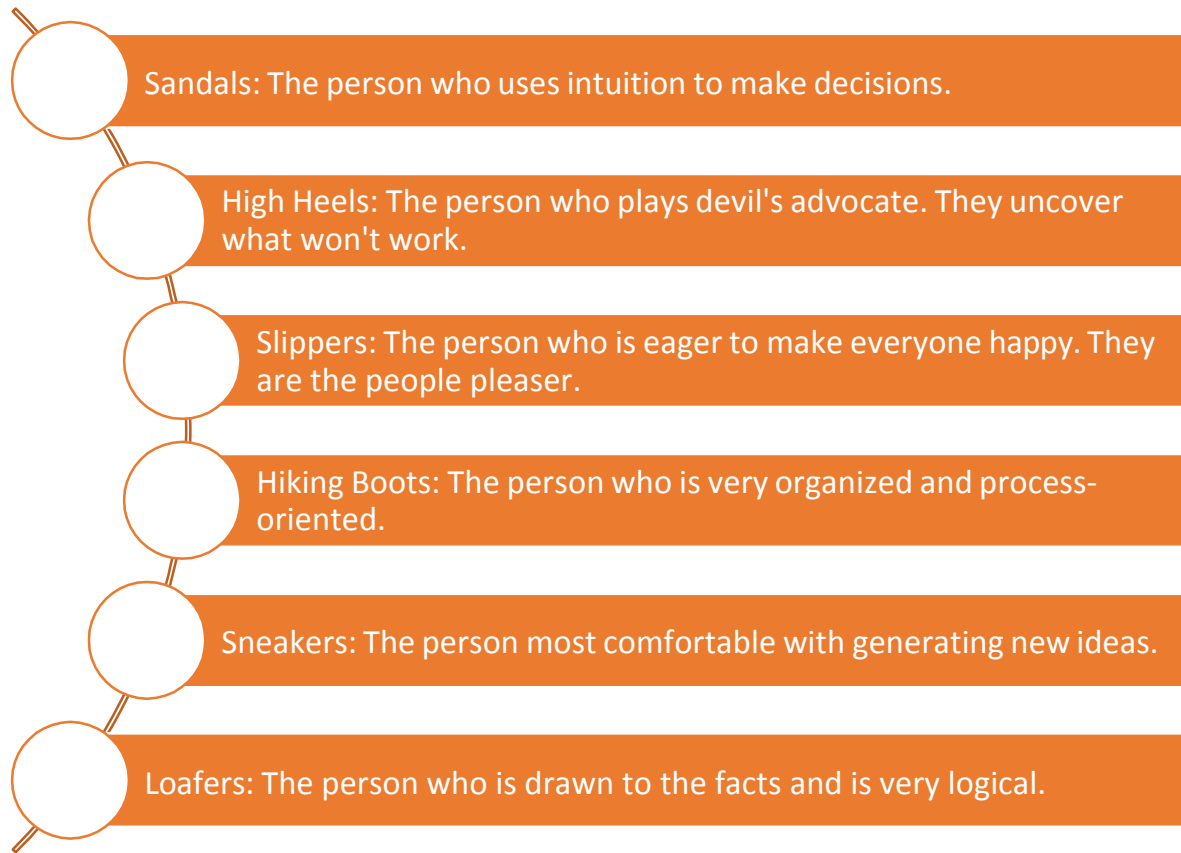 Sandals: The person who uses intuition to make decisions.
High Heels: The person who plays devil's advocate. They uncover
what won't work.
Slippers: The person who is eager to make everyone happy. They
are the people pleaser.
Hiking Boots: The person who is very organized and process-
oriented.
Sneakers: The person most comfortable with generating new ideas.
Loafers: The person who is drawn to the facts and is very logical.